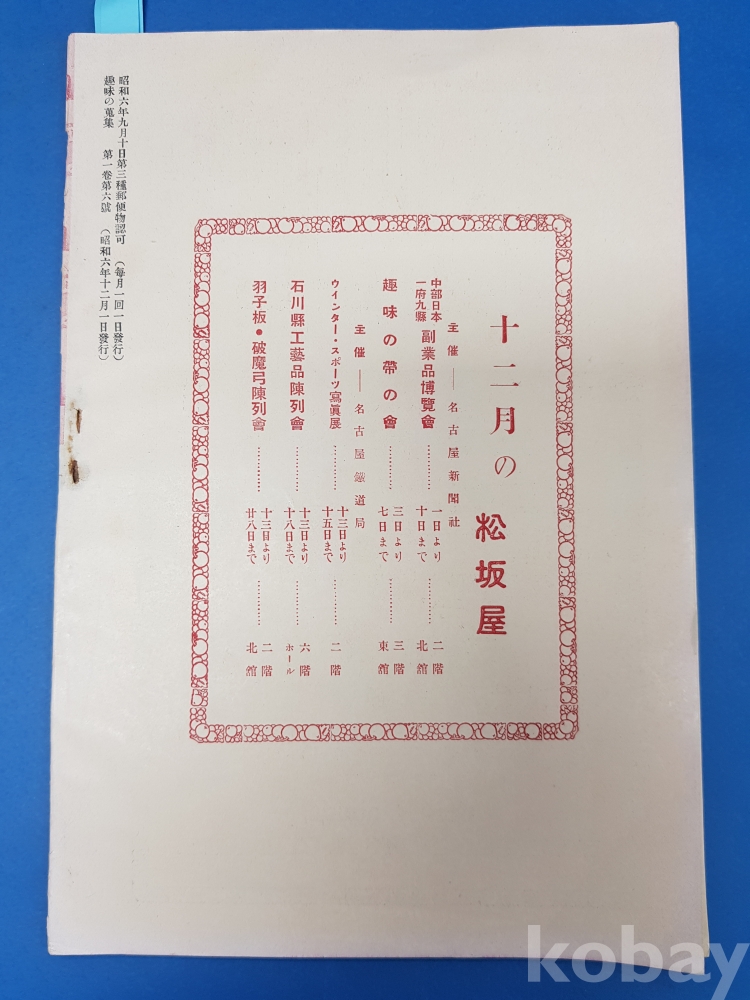 十二月の 松坂屋
主催――名古屋新聞社
中部日本一府九縣 副業品博覽會…………一日より十日まで…………二階北舘
趣味の帶の會…………三日より七日まで…………三階東舘
主催――名古屋鐵道局
ウインター・スポーツ寫眞展…………十三日より十五日まで…………二階
石川縣工藝品陳列會…………十三日より十八日まで…………六階ホール
羽子板・破魔弓陳列會…………十三日より廿八日まで…………二階北舘
昭和六年九月十日第三種郵便物認可 (每月一回一日發行)
趣味の蒐集 第一卷第六號 (昭和六年十二月一日發行)
kobay